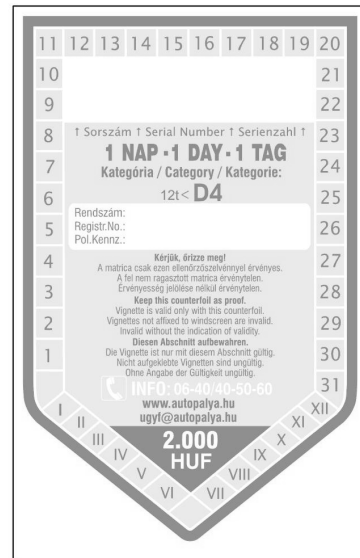 11 12 13 14 15 16 17 18 19 20
10 21
9 22
8 ↑ Sorszám ↑ Serial Number ↑ Serienzahl ↑ 23
1 NAP - 1 DAY - 1 TAG
7 Kategória / Category / Kategorie: 24
6 12t< D4 25
Rendszám:
5 Registr.No.: 26
Pol.Kennz.:
4 Kérjük, őrizze meg! 27
A matrica csak ezen ellenőrzőszelvénnyel érvényes.
A fel nem ragasztott matrica érvénytelen.
3 Érvényesség jelölése nélkül érvénytelen. 28
Keep this counterfoil as proof.
Vignette is valid only with this counterfoil.
2 Vignettes not affixed to windscreen are invalid. 29
Invalid without the indication of validity.
Diesen Abschnitt aufbewahren.
1 Die Vignette ist nur mit diesem Abschnitt gültig. 30
Nicht aufgeklebte Vignetten sind ungültig.
Ohne Angabe der Gültigkeit ungültig.
INFO: 06-40/40-50-60 31
www.autopalya.hu
ugyf@autopalya.hu
I II III IV V VI VII VIII IX X XI XII
2.000
HUF